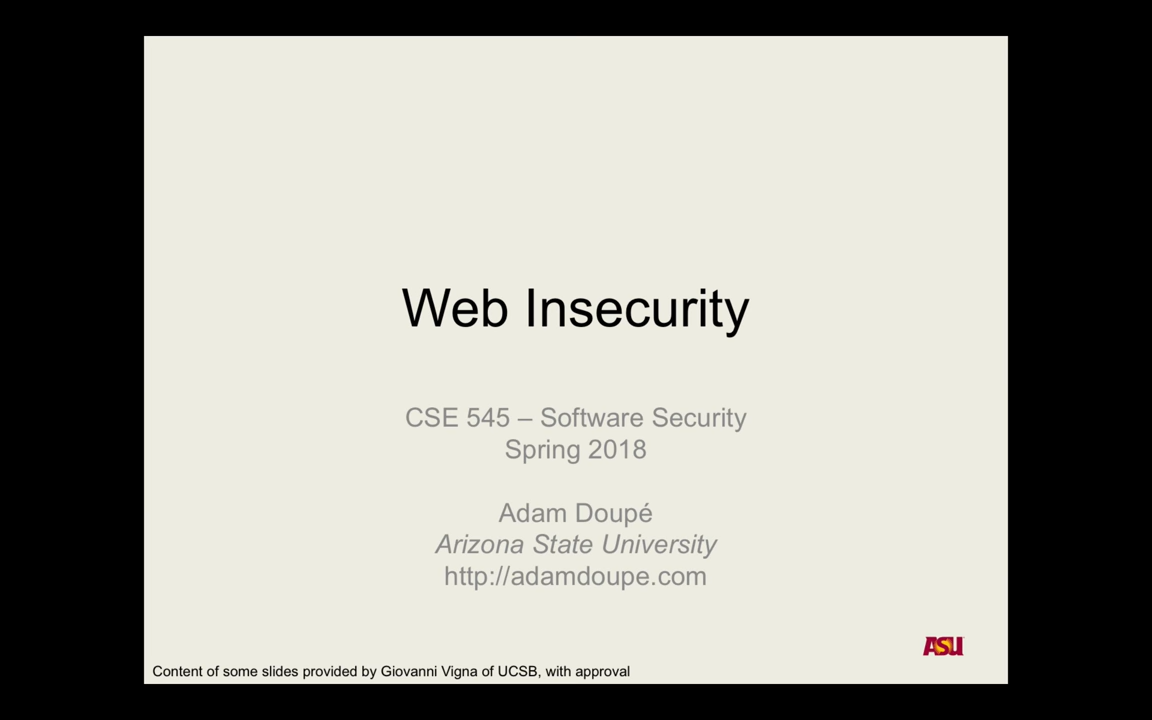 Web Insecurity
CSE 545 – Software Security
Spring 2018
Adam Doupé
Arizona State University
http://adamdoupe.com
ASU
Content of some slides provided by Giovanni Vigna of UCSB, with approval